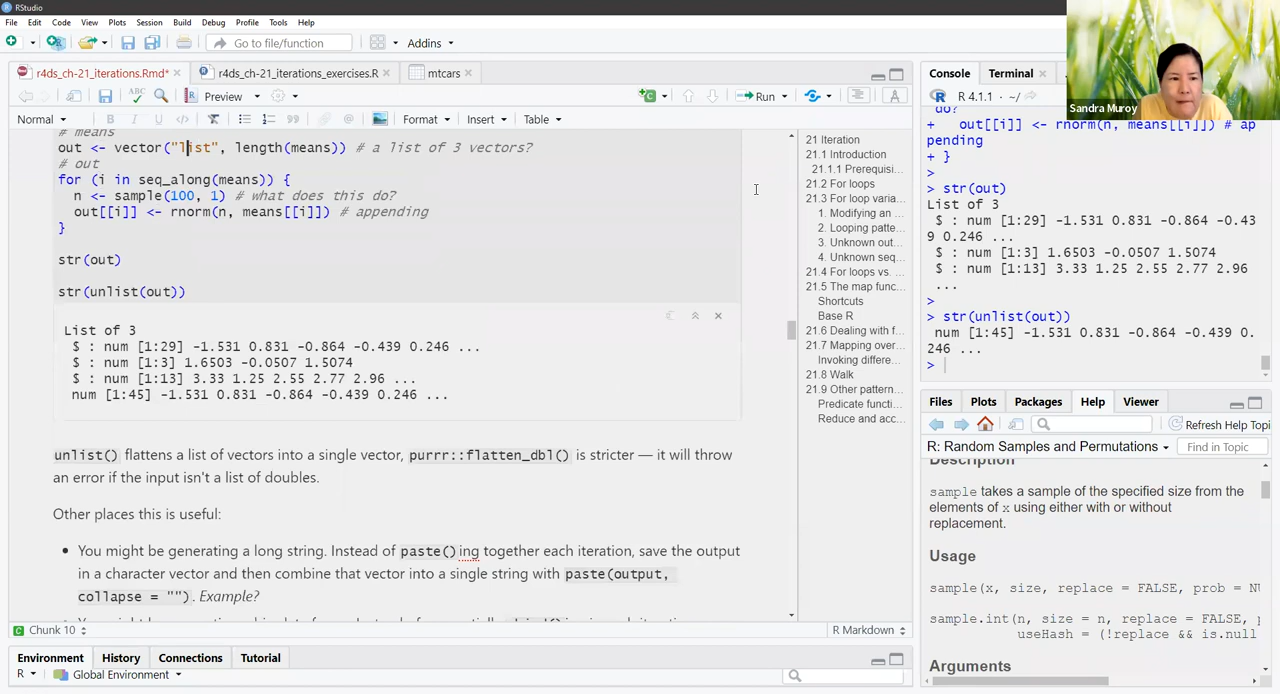 RStudio
File Edit Code View Plots Session Build Debug Profile Tools Help
Go to file/function Addins
r4ds_ch-21_iterations.Rmd* r4ds_ch-21_iterations_exercises.R mtcars
ABC Preview Run
Normal B I U </> Format Insert Table
# means
out <- vector("list", length(means)) # a list of 3 vectors?
# out
for (i in seq_along(means)) {
n <- sample(100, 1) # what does this do?
out[[i]] <- rnorm(n, means[[i]]) # appending
}
str(out)
str(unlist(out))
List of 3
$ : num [1:29] -1.531 0.831 -0.864 -0.439 0.246 ...
$ : num [1:3] 1.6503 -0.0507 1.5074
$ : num [1:13] 3.33 1.25 2.55 2.77 2.96 ...
num [1:45] -1.531 0.831 -0.864 -0.439 0.246 ...
unlist() flattens a list of vectors into a single vector, purrr::flatten_dbl() is stricter — it will throw
an error if the input isn't a list of doubles.
Other places this is useful:
• You might be generating a long string. Instead of paste()ing together each iteration, save the output
in a character vector and then combine that vector into a single string with paste(output,
collapse = ""). Example?
Chunk 10 R Markdown
21 Iteration
21.1 Introduction
21.1.1 Prerequisi...
21.2 For loops
21.3 For loop varia...
1. Modifying an ...
2. Looping patte...
3. Unknown out...
4. Unknown seq...
21.4 For loops vs. ...
21.5 The map func...
Shortcuts
Base R
21.6 Dealing with f...
21.7 Mapping over...
Invoking differe...
21.8 Walk
21.9 Other pattern...
Predicate functi...
Reduce and acc...
Environment History Connections Tutorial
R Global Environment
Console Terminal
R 4.1.1 · ~/
Sandra Muroy
do?
+ out[[i]] <- rnorm(n, means[[i]]) # ap
pending
+ }
>
> str(out)
List of 3
$ : num [1:29] -1.531 0.831 -0.864 -0.43
9 0.246 ...
$ : num [1:3] 1.6503 -0.0507 1.5074
$ : num [1:13] 3.33 1.25 2.55 2.77 2.96
...
>
> str(unlist(out))
num [1:45] -1.531 0.831 -0.864 -0.439 0.
246 ...
>
Files Plots Packages Help Viewer
Refresh Help Topi
R: Random Samples and Permutations Find in Topic
Description
sample takes a sample of the specified size from the
elements of x using either with or without
replacement.
Usage
sample(x, size, replace = FALSE, prob = NU
sample.int(n, size = n, replace = FALSE, p
useHash = (!replace && is.null
Arguments